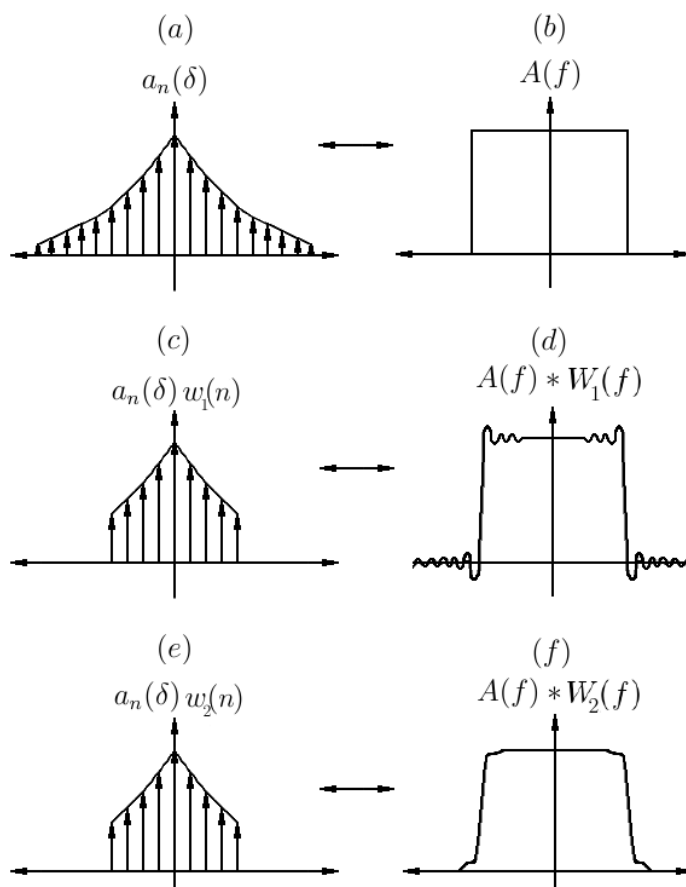 (a)
(b)
a_n(δ)
A(f)
(c)
(d)
a_n(δ) w_1(n)
A(f) ∗ W_1(f)
(e)
(f)
a_n(δ) w_2(n)
A(f) ∗ W_2(f)